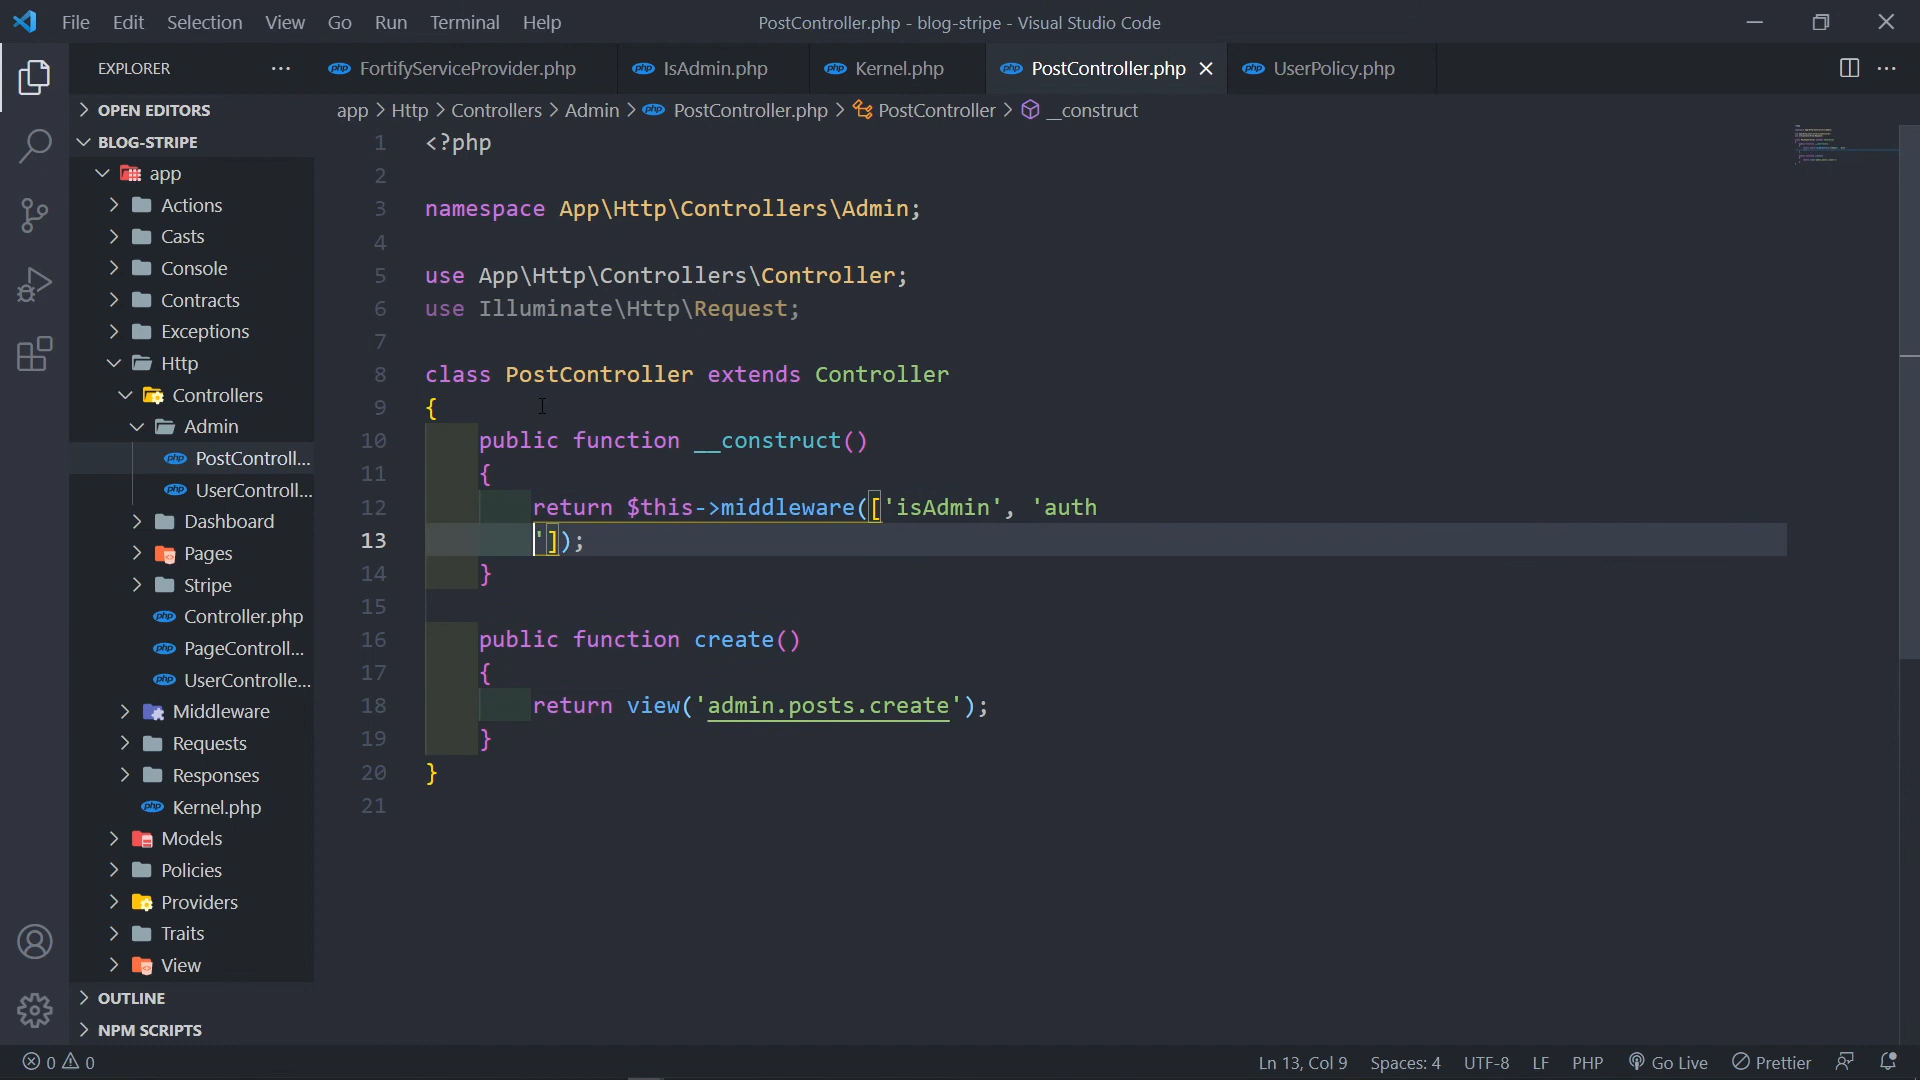 File Edit Selection View Go Run Terminal Help
PostController.php - blog-stripe - Visual Studio Code
EXPLORER
FortifyServiceProvider.php
IsAdmin.php
Kernel.php
PostController.php
UserPolicy.php
app > Http > Controllers > Admin > PostController.php > PostController > __construct
OPEN EDITORS
BLOG-STRIPE
app
Actions
Casts
Console
Contracts
Exceptions
Http
Controllers
Admin
PostControll...
UserControll...
Dashboard
Pages
Stripe
Controller.php
PageControll...
UserControlle...
Middleware
Requests
Responses
Kernel.php
Models
Policies
Providers
Traits
View
OUTLINE
NPM SCRIPTS
1 <?php
2
3 namespace App\Http\Controllers\Admin;
4
5 use App\Http\Controllers\Controller;
6 use Illuminate\Http\Request;
7
8 class PostController extends Controller
9 {
10 public function __construct()
11 {
12 return $this->middleware(['isAdmin', 'auth
13 ']);
14 }
15
16 public function create()
17 {
18 return view('admin.posts.create');
19 }
20 }
21
0 0
Ln 13, Col 9 Spaces: 4 UTF-8 LF PHP Go Live Prettier